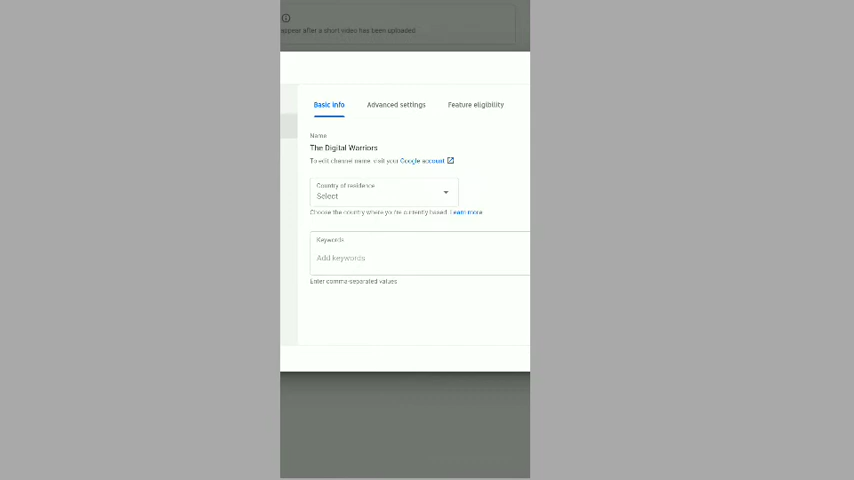 appear after a short video has been uploaded
Basic info
Advanced settings
Feature eligibility
Name
The Digital Warriors
To edit channel name, visit your Google account
Country of residence
Select
Choose the country where you're currently based. Learn more
Keywords
Add keywords
Enter comma-separated values